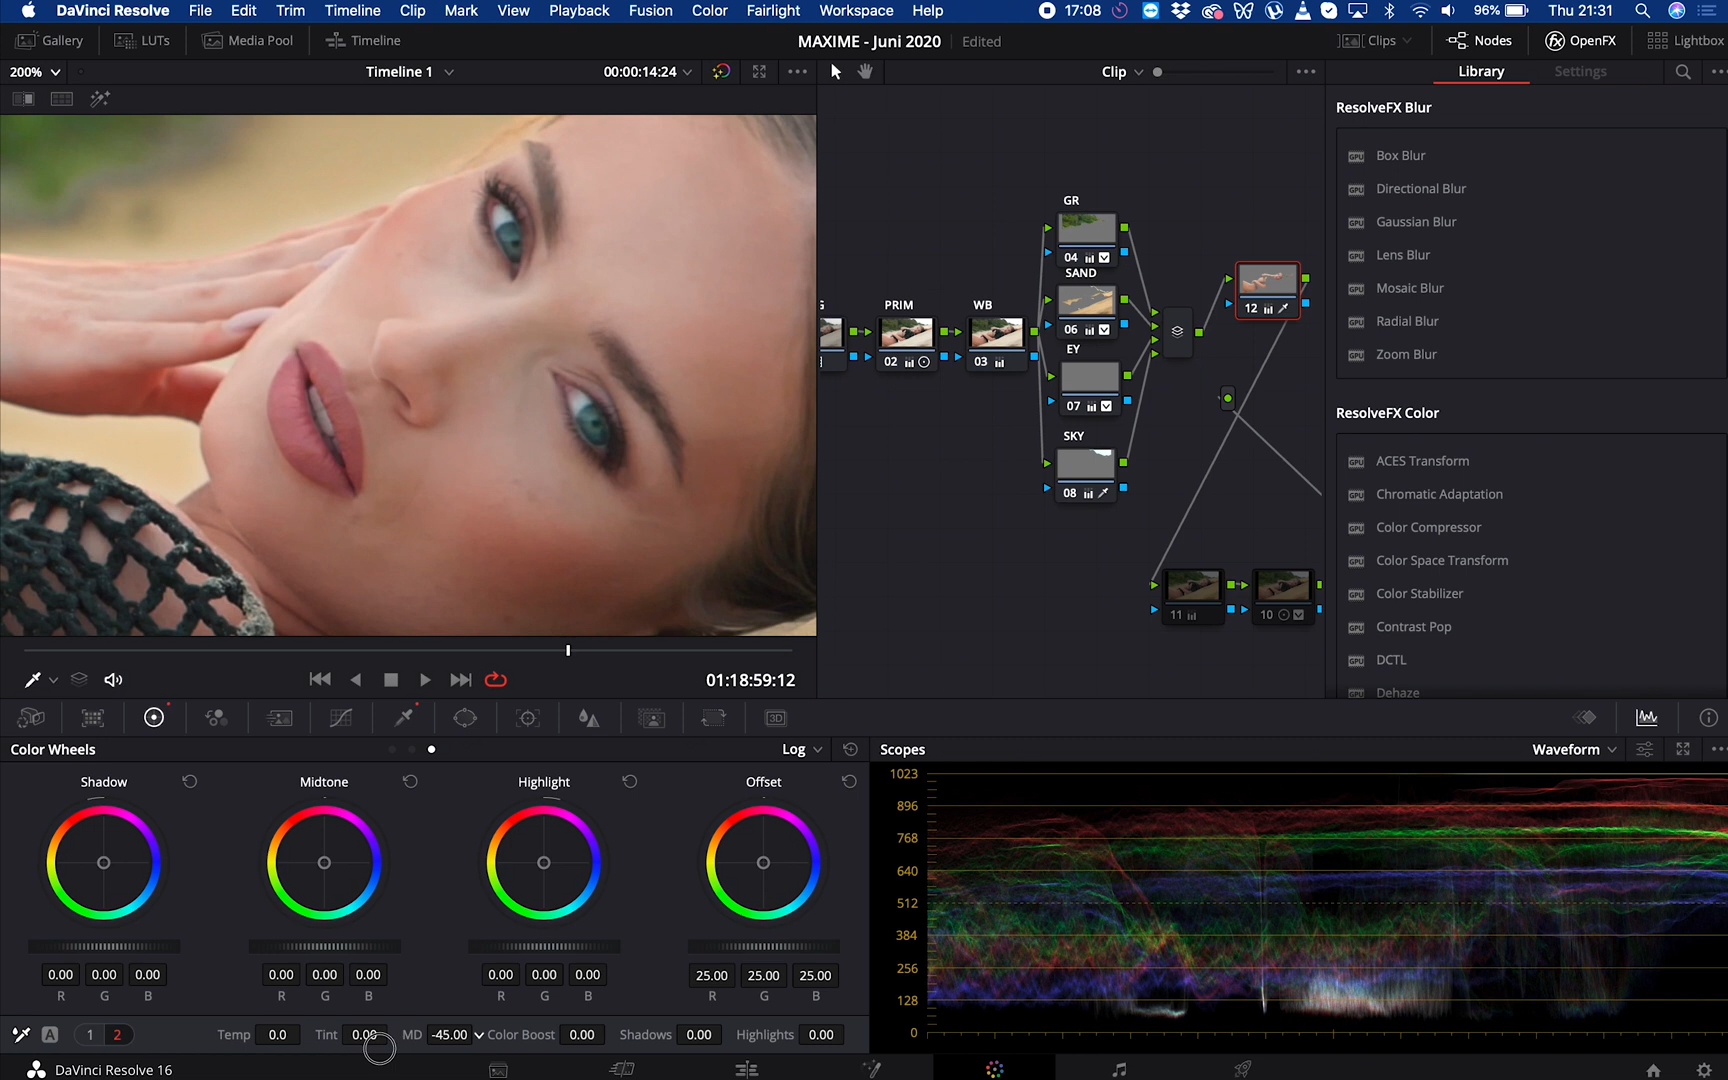 DaVinci Resolve File Edit Trim Timeline Clip Mark View Playback Fusion Color Fairlight Workspace Help 17:08 96% Thu 21:31
Gallery LUTs Media Pool Timeline MAXIME - Juni 2020 Edited Clips Nodes OpenFX Lightbox
200% Timeline 1 00:00:14:24 Clip Library Settings
ResolveFX Blur
Box Blur
Directional Blur
Gaussian Blur
Lens Blur
Mosaic Blur
Radial Blur
Zoom Blur
ResolveFX Color
ACES Transform
Chromatic Adaptation
Color Compressor
Color Space Transform
Color Stabilizer
Contrast Pop
DCTL
Dehaze
GR
04
SAND
PRIM WB
12
06
EY
02 03
07
SKY
08
11 10
01:18:59:12
3D
Color Wheels Log Scopes Waveform
Shadow Midtone Highlight Offset
0.00 0.00 0.00 0.00 0.00 0.00 0.00 0.00 0.00 25.00 25.00 25.00
R G B R G B R G B R G B
A 1 2 Temp 0.0 Tint 0.00 MD -45.00 Color Boost 0.00 Shadows 0.00 Highlights 0.00
1023
896
768
640
512
384
256
128
0
DaVinci Resolve 16